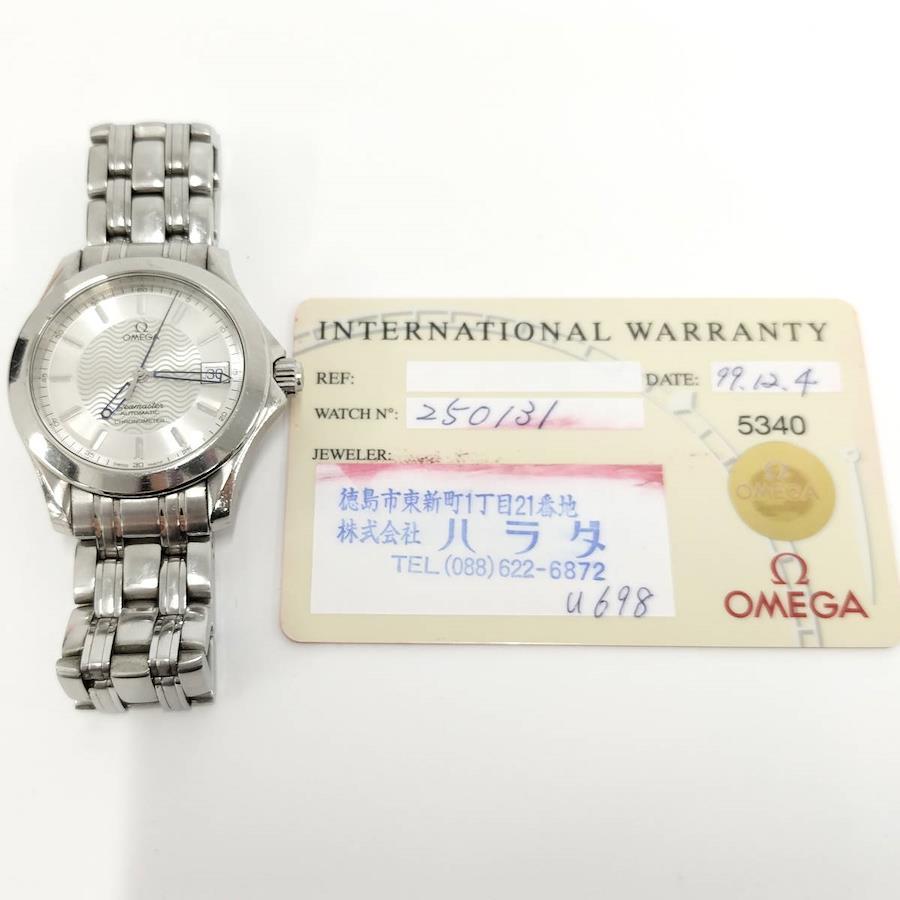 Ω
OMEGA
30
Seamaster
AUTOMATIC
CHRONOMETER
INTERNATIONAL WARRANTY
REF:
DATE: 99.12.4
WATCH Nº: 250131
5340
JEWELER:
Ω
OMEGA
徳島市東新町1丁目21番地
株式会社 ハラダ
TEL (088)622-6872
u698
Ω
OMEGA